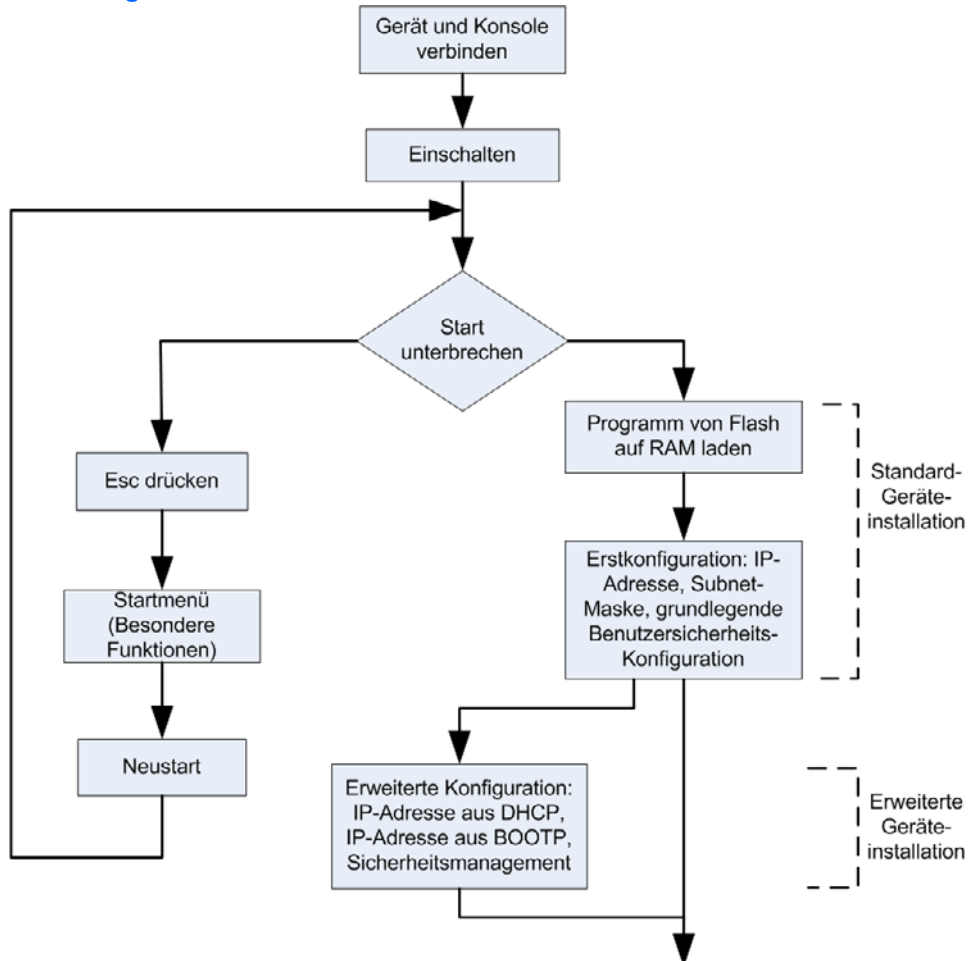 Gerät und Konsole
verbinden
Einschalten
Start
unterbrechen
Programm von Flash
auf RAM laden
Esc drücken
Standard-
Geräte-
installation
Erstkonfiguration: IP-
Adresse, Subnet-
Maske, grundlegende
Benutzersicherheits-
Konfiguration
Startmenü
(Besondere
Funktionen)
Neustart
Erweiterte Konfiguration:
IP-Adresse aus DHCP,
IP-Adresse aus BOOTP,
Sicherheitsmanagement
Erweiterte
Geräte-
installation